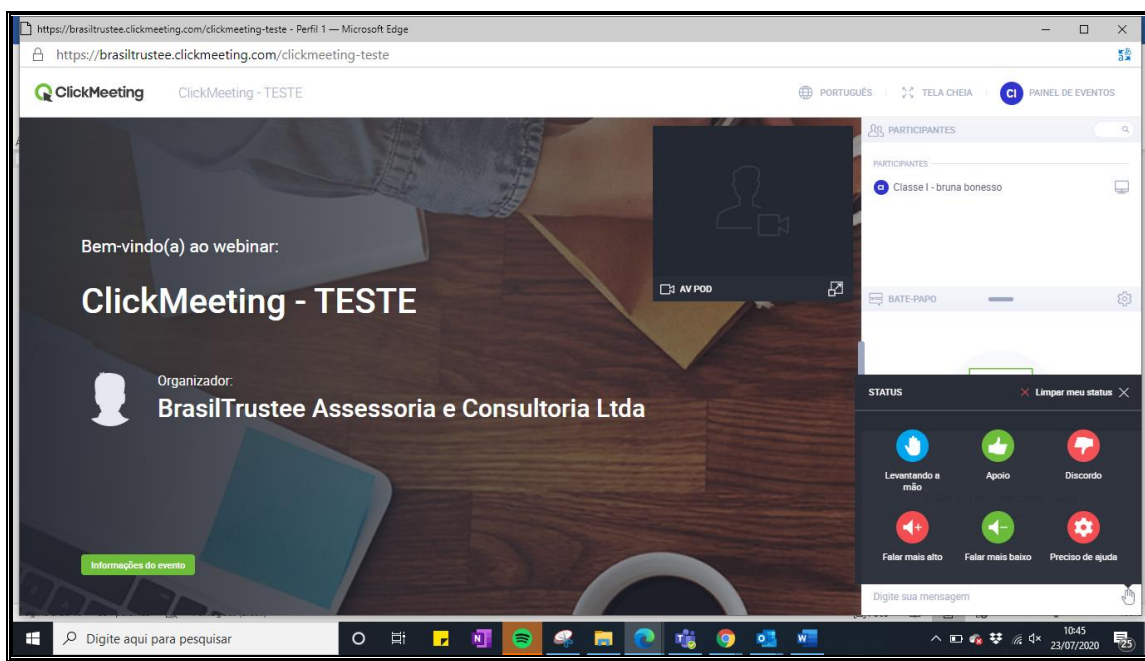 https://brasiltrustee.clickmeeting.com/clickmeeting-teste - Perfil 1 — Microsoft Edge
https://brasiltrustee.clickmeeting.com/clickmeeting-teste
ClickMeeting ClickMeeting - TESTE PORTUGUÊS TELA CHEIA CI PAINEL DE EVENTOS
PARTICIPANTES
PARTICIPANTES
CI Classe I - bruna bonesso
Bem-vindo(a) ao webinar:
ClickMeeting - TESTE
AV POD
BATE-PAPO
Organizador:
BrasilTrustee Assessoria e Consultoria Ltda
STATUS Limpar meu status
Levantando a
mão
Apoio
Discordo
Falar mais alto
Falar mais baixo
Preciso de ajuda
Informações do evento
Digite sua mensagem
Digite aqui para pesquisar
10:45
23/07/2020
25